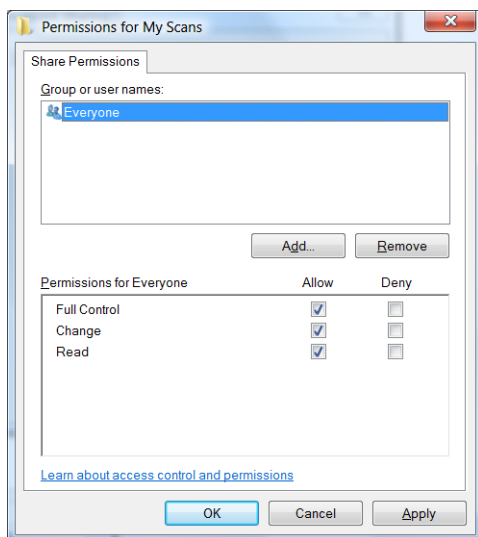 Permissions for My Scans
Share Permissions
Group or user names:
Everyone
Add...
Remove
Permissions for Everyone
Allow
Deny
Full Control
Change
Read
Learn about access control and permissions
OK
Cancel
Apply